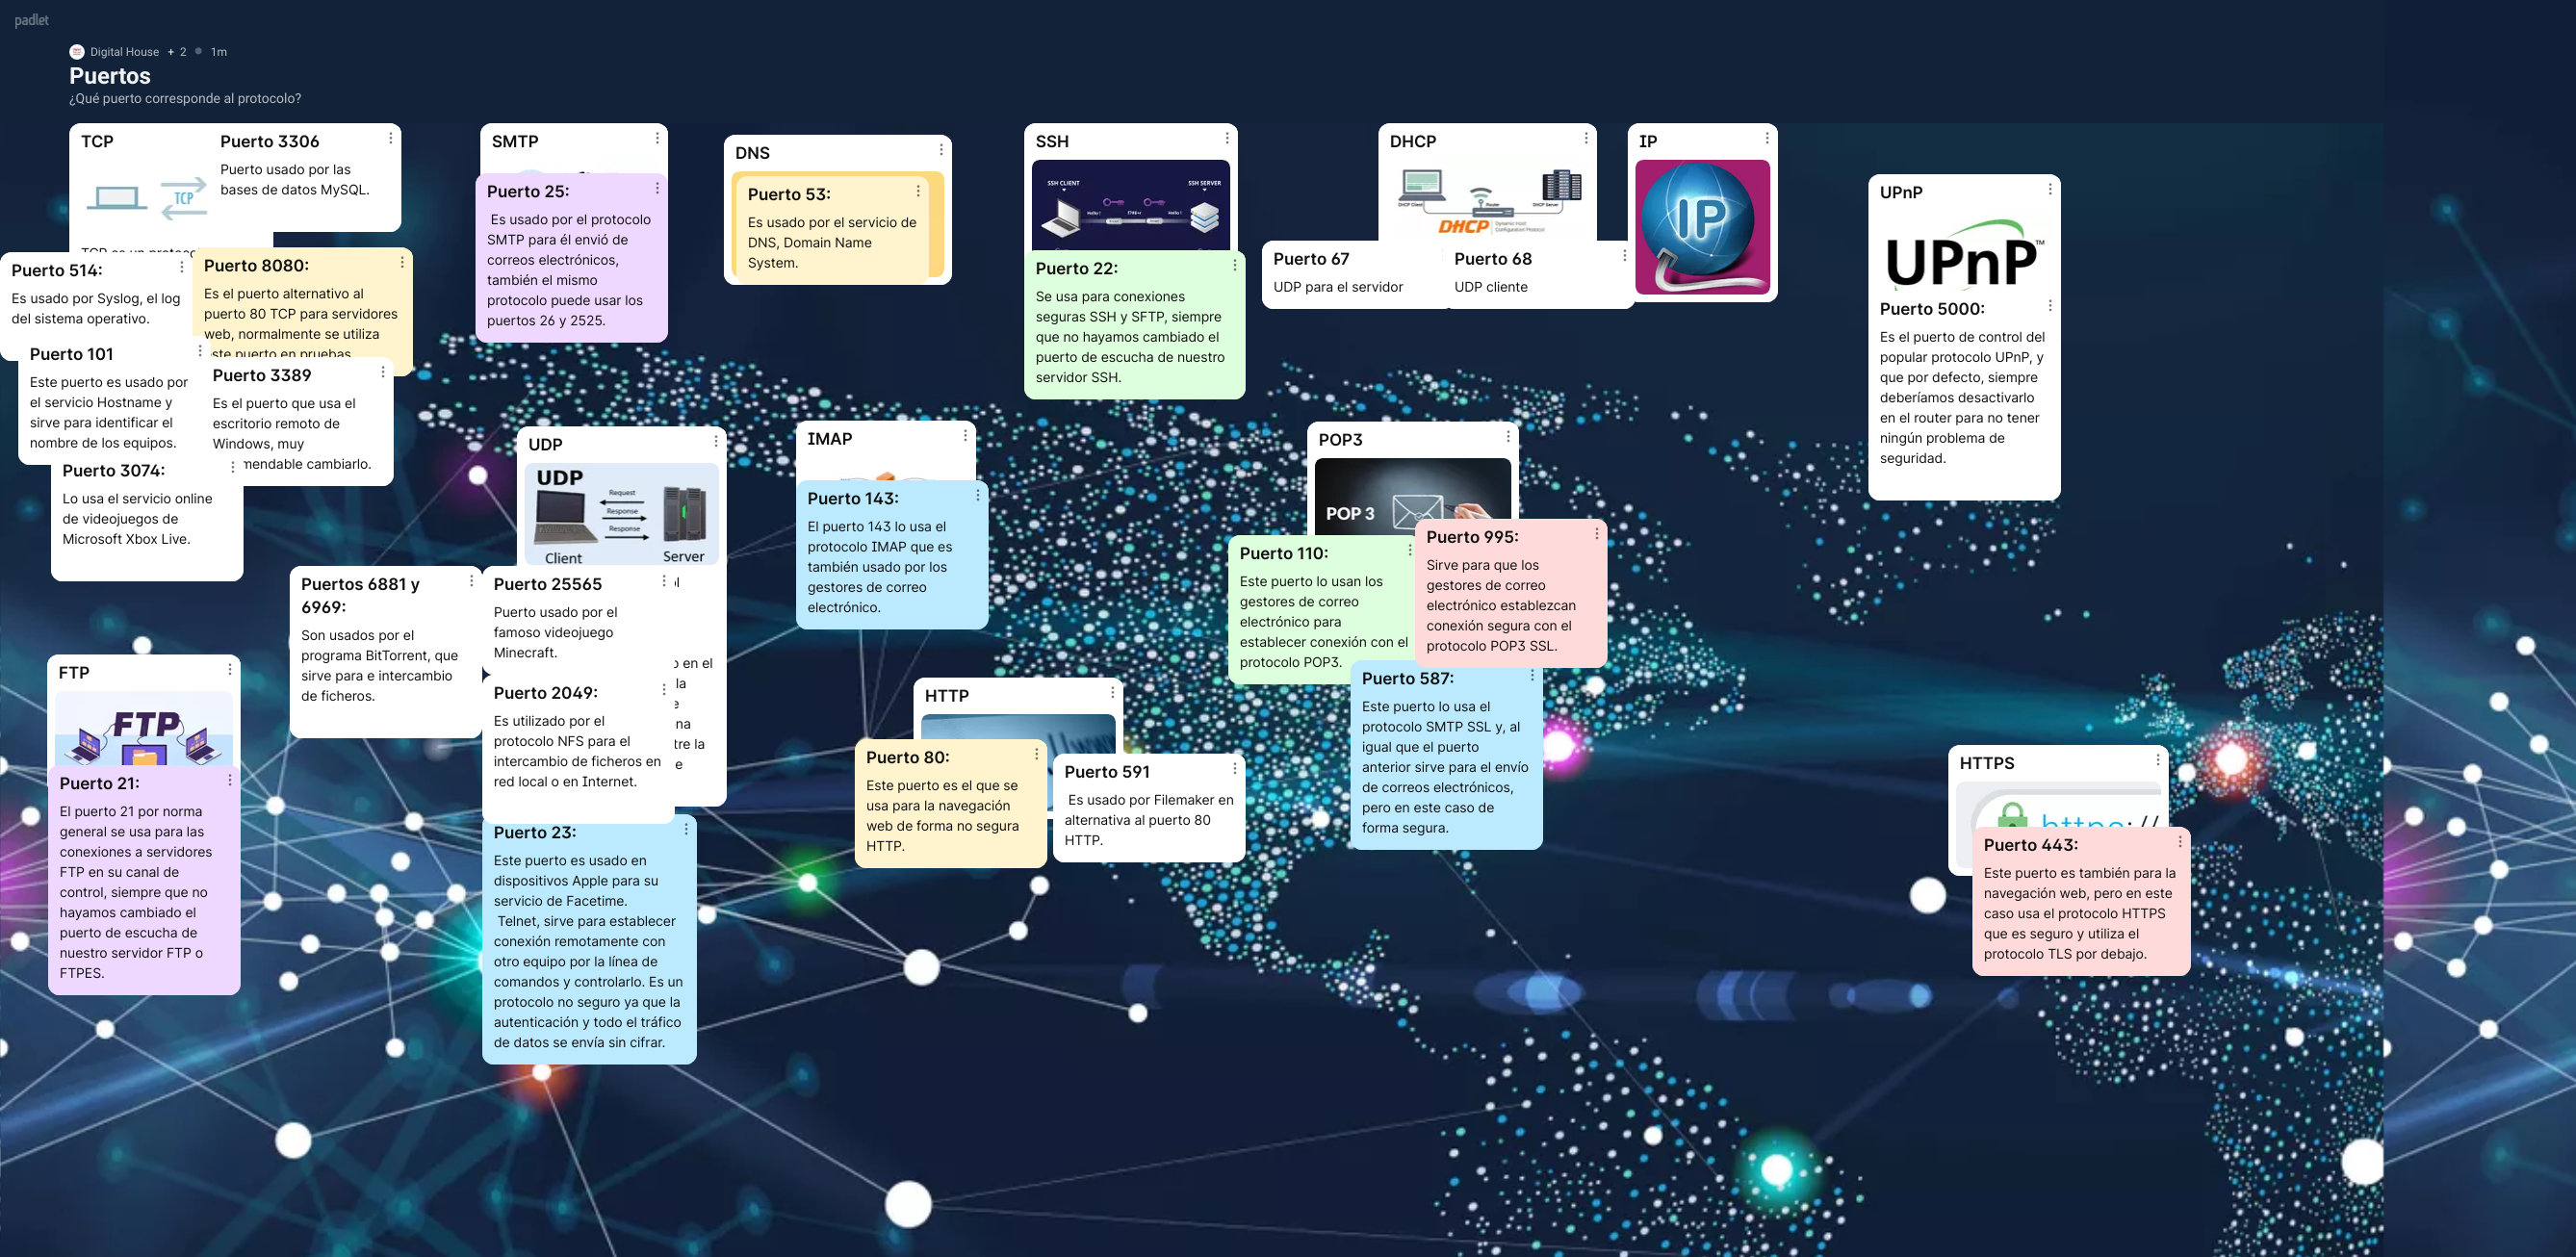 padlet
Digital House + 2 1m
Puertos
¿Qué puerto corresponde al protocolo?
TCP
TCP
TCP es un protoco
Puerto 3306
Puerto usado por las
bases de datos MySQL.
Puerto 514:
Es usado por Syslog, el log
del sistema operativo.
Puerto 8080:
Es el puerto alternativo al
puerto 80 TCP para servidores
web, normalmente se utiliza
este puerto en pruebas
Puerto 101
Este puerto es usado por
el servicio Hostname y
sirve para identificar el
nombre de los equipos.
Puerto 3389
Es el puerto que usa el
escritorio remoto de
Windows, muy
mendable cambiarlo.
Puerto 3074:
Lo usa el servicio online
de videojuegos de
Microsoft Xbox Live.
SMTP
Puerto 25:
Es usado por el protocolo
SMTP para él envió de
correos electrónicos,
también el mismo
protocolo puede usar los
puertos 26 y 2525.
DNS
Puerto 53:
Es usado por el servicio de
DNS, Domain Name
System.
SSH
SSH CLIENT
SSH SERVER
Puerto 22:
Se usa para conexiones
seguras SSH y SFTP, siempre
que no hayamos cambiado el
puerto de escucha de nuestro
servidor SSH.
DHCP
DHCP Client
Router
DHCP Server
DHCP
Dynamic Host
Configuration Protocol
Puerto 67
UDP para el servidor
Puerto 68
UDP cliente
IP
IP
UPnP
UPnP™
Puerto 5000:
Es el puerto de control del
popular protocolo UPnP, y
que por defecto, siempre
deberíamos desactivarlo
en el router para no tener
ningún problema de
seguridad.
UDP
UDP
Request
Response
Response
Client
Server
o en el
la
e
na
tre la
e
Puertos 6881 y
6969:
Son usados por el
programa BitTorrent, que
sirve para e intercambio
de ficheros.
Puerto 25565
Puerto usado por el
famoso videojuego
Minecraft.
Puerto 2049:
Es utilizado por el
protocolo NFS para el
intercambio de ficheros en
red local o en Internet.
Puerto 23:
Este puerto es usado en
dispositivos Apple para su
servicio de Facetime.
Telnet, sirve para establecer
conexión remotamente con
otro equipo por la línea de
comandos y controlarlo. Es un
protocolo no seguro ya que la
autenticación y todo el tráfico
de datos se envía sin cifrar.
IMAP
Puerto 143:
El puerto 143 lo usa el
protocolo IMAP que es
también usado por los
gestores de correo
electrónico.
POP3
POP 3
Puerto 110:
Este puerto lo usan los
gestores de correo
electrónico para
establecer conexión con el
protocolo POP3.
Puerto 995:
Sirve para que los
gestores de correo
electrónico establezcan
conexión segura con el
protocolo POP3 SSL.
Puerto 587:
Este puerto lo usa el
protocolo SMTP SSL y, al
igual que el puerto
anterior sirve para el envío
de correos electrónicos,
pero en este caso de
forma segura.
FTP
FTP
Puerto 21:
El puerto 21 por norma
general se usa para las
conexiones a servidores
FTP en su canal de
control, siempre que no
hayamos cambiado el
puerto de escucha de
nuestro servidor FTP o
FTPES.
HTTP
Puerto 80:
Este puerto es el que se
usa para la navegación
web de forma no segura
HTTP.
Puerto 591
Es usado por Filemaker en
alternativa al puerto 80
HTTP.
HTTPS
https://
Puerto 443:
Este puerto es también para la
navegación web, pero en este
caso usa el protocolo HTTPS
que es seguro y utiliza el
protocolo TLS por debajo.